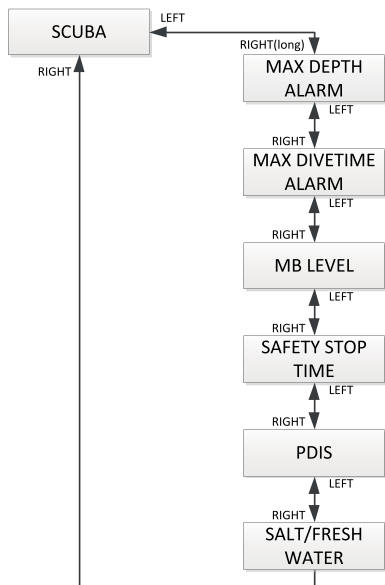 SCUBA
LEFT
RIGHT(long)
RIGHT
MAX DEPTH
ALARM
LEFT
RIGHT
MAX DIVETIME
ALARM
LEFT
RIGHT
MB LEVEL
LEFT
RIGHT
SAFETY STOP
TIME
LEFT
RIGHT
PDIS
LEFT
RIGHT
SALT/FRESH
WATER